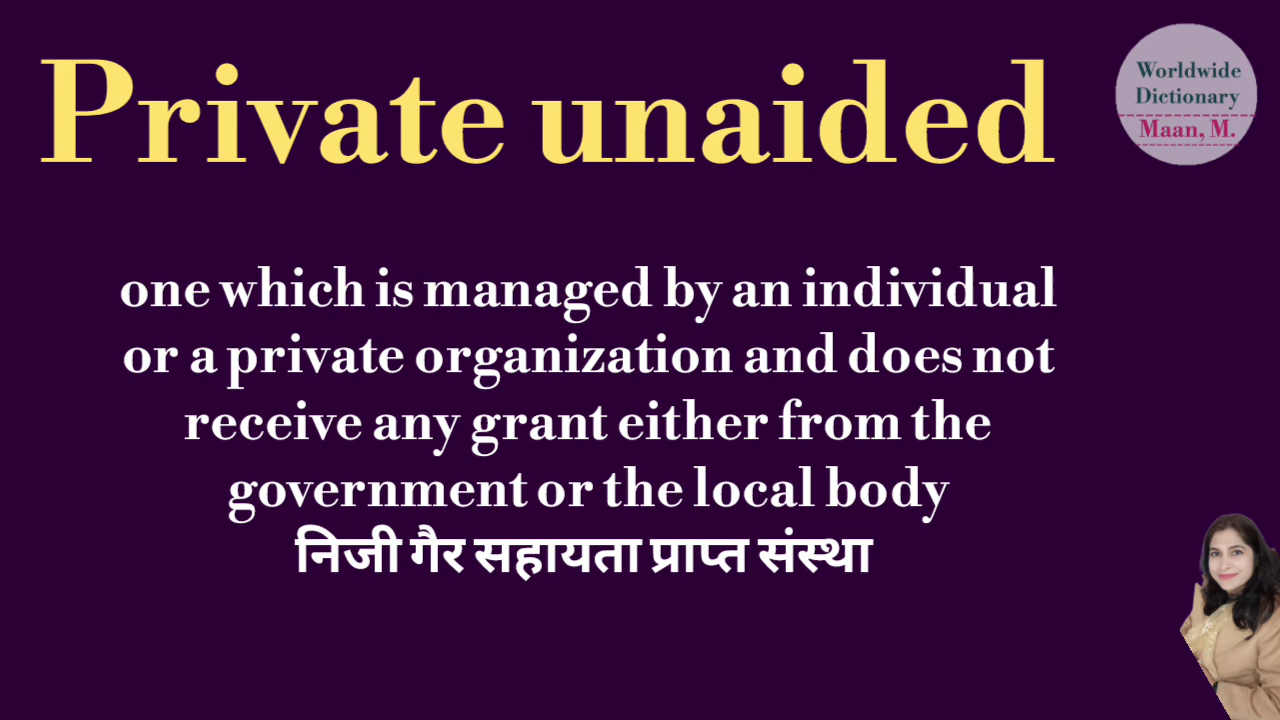 Private unaided
Worldwide
Dictionary
Maan, M.
one which is managed by an individual
or a private organization and does not
receive any grant either from the
government or the local body
निजी गैर सहायता प्राप्त संस्था